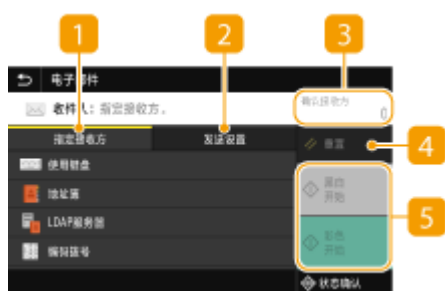 1
2
3
电子邮件
收件人：指定接收方。
确认接收方
0
指定接收方
发送设置
重置
4
使用键盘
地址簿
黑白
开始
LDAP服务器
5
彩色
开始
编码拨号
状态确认